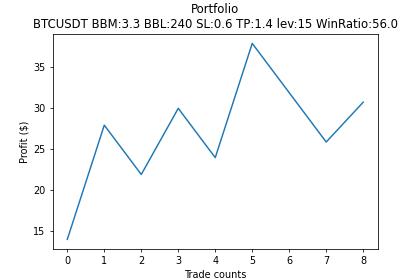 Portfolio
BTCUSDT BBM:3.3 BBL:240 SL:0.6 TP:1.4 lev:15 WinRatio:56.0
Profit ($)
35
30
25
20
15
0 1 2 3 4 5 6 7 8
Trade counts